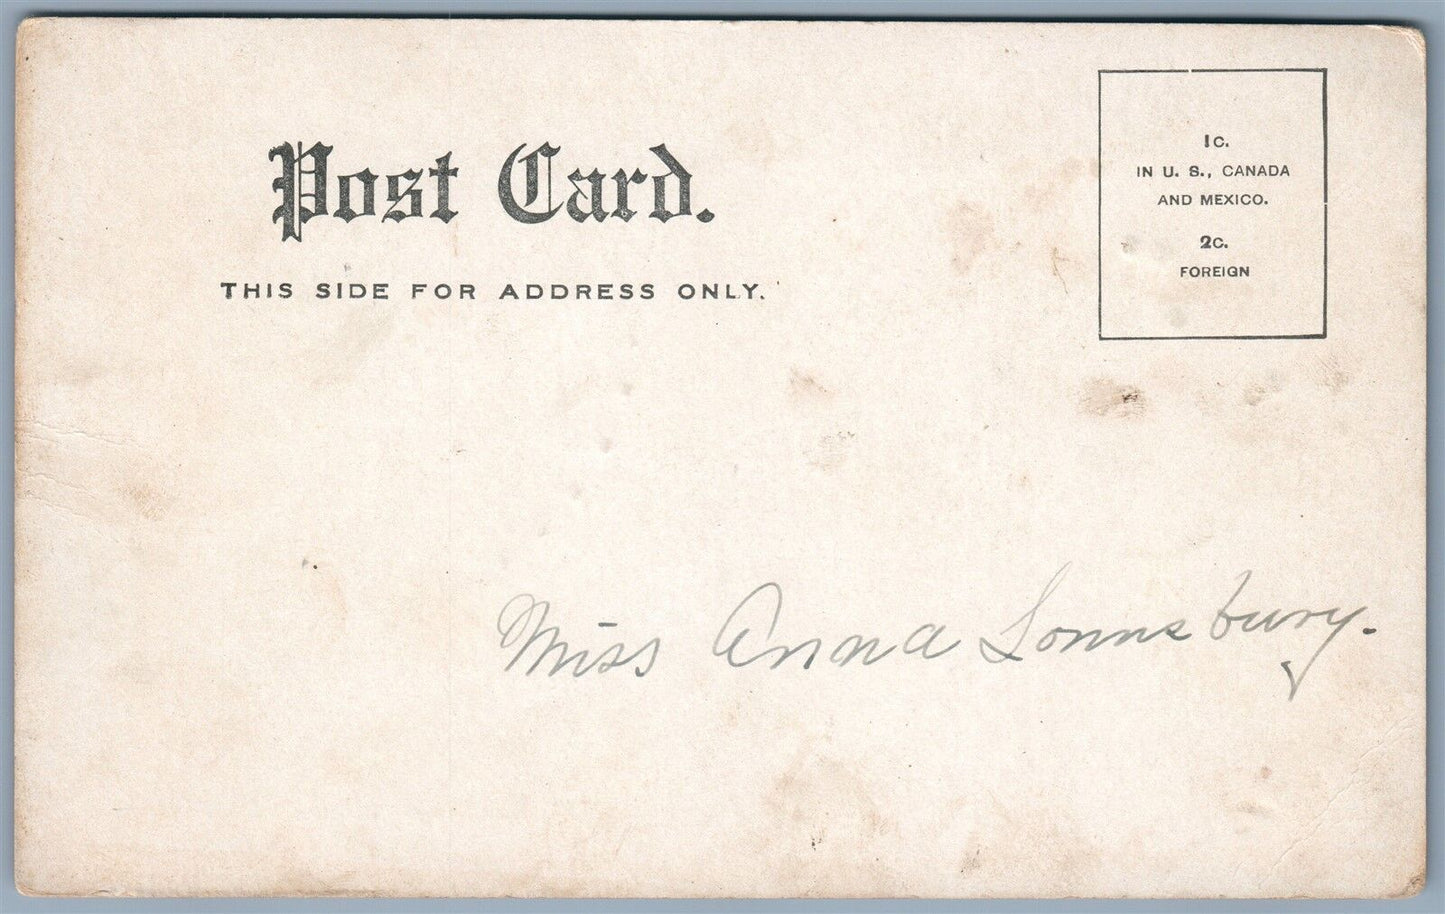 Post Card.
THIS SIDE FOR ADDRESS ONLY.
1C.
IN U. S., CANADA
AND MEXICO.
2C.
FOREIGN
Miss Anna Lounsbury.